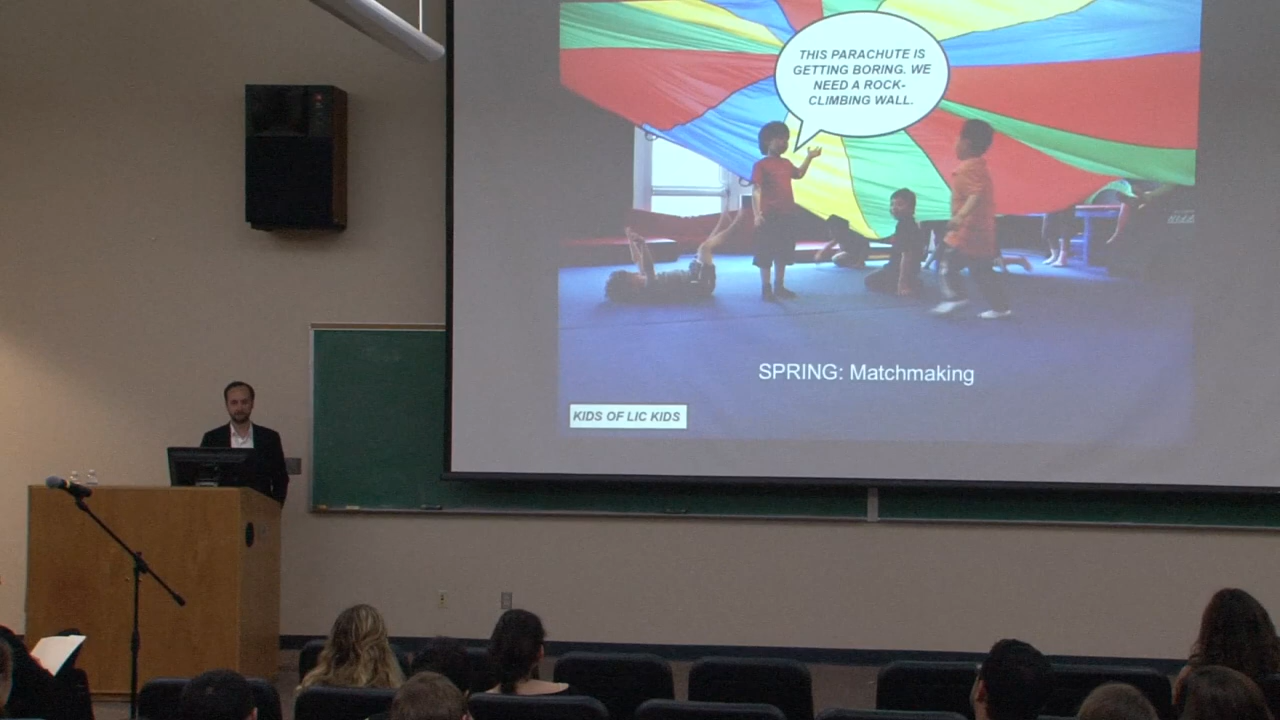 THIS PARACHUTE IS
GETTING BORING. WE
NEED A ROCK-
CLIMBING WALL.
SPRING: Matchmaking
KIDS OF LIC KIDS